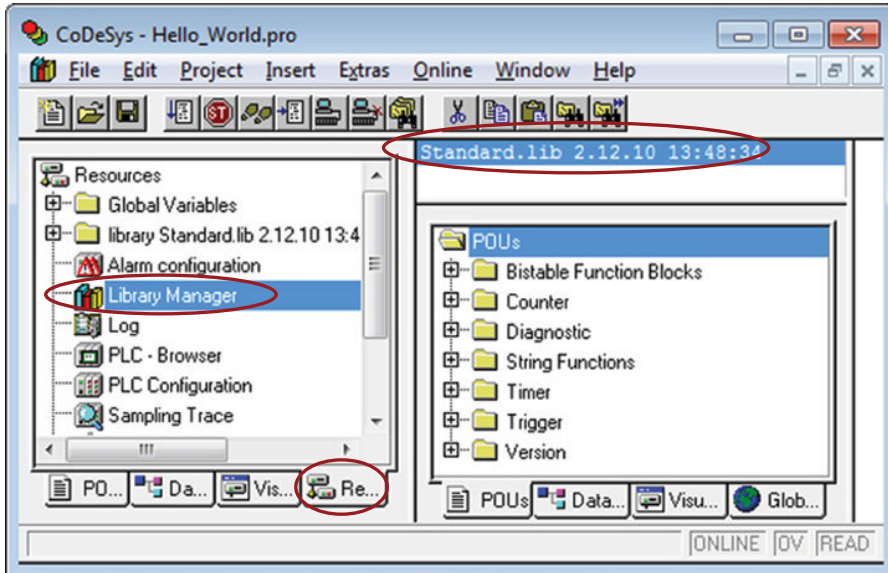 CoDeSys - Hello_World.pro
File Edit Project Insert Extras Online Window Help
ST
Standard.lib 2.12.10 13:48:34
Resources
Global Variables
library Standard.lib 2.12.10 13:4
Alarm configuration
Library Manager
Log
PLC - Browser
PLC Configuration
Sampling Trace
PO... Da... Vis... Re...
POUs
Bistable Function Blocks
Counter
Diagnostic
String Functions
Timer
Trigger
Version
POUs Data... Visu... Glob...
ONLINE OV READ